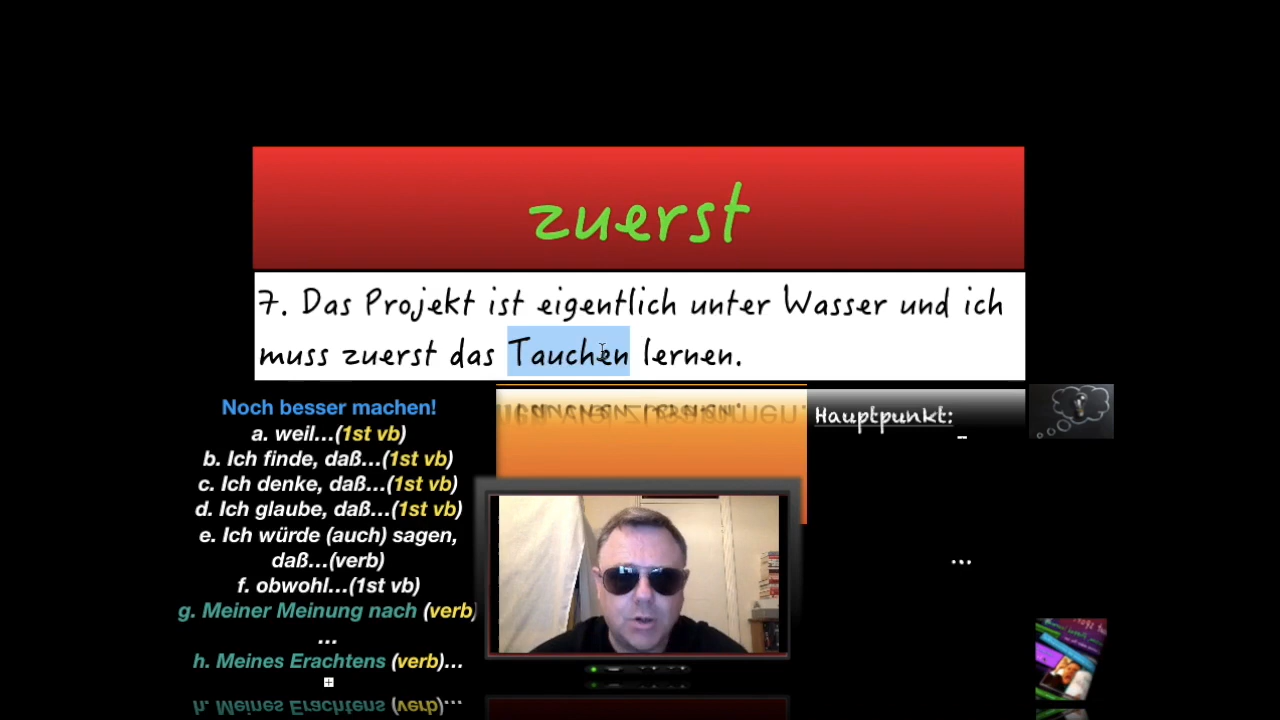 zuerst
7. Das Projekt ist eigentlich unter Wasser und ich
muss zuerst das Tauchen lernen.
Noch besser machen!
a. weil...(1st vb)
b. Ich finde, daß...(1st vb)
c. Ich denke, daß...(1st vb)
d. Ich glaube, daß...(1st vb)
e. Ich würde (auch) sagen,
daß...(verb)
f. obwohl...(1st vb)
g. Meiner Meinung nach (verb)
...
h. Meines Erachtens (verb)...
Hauptpunkt:
...